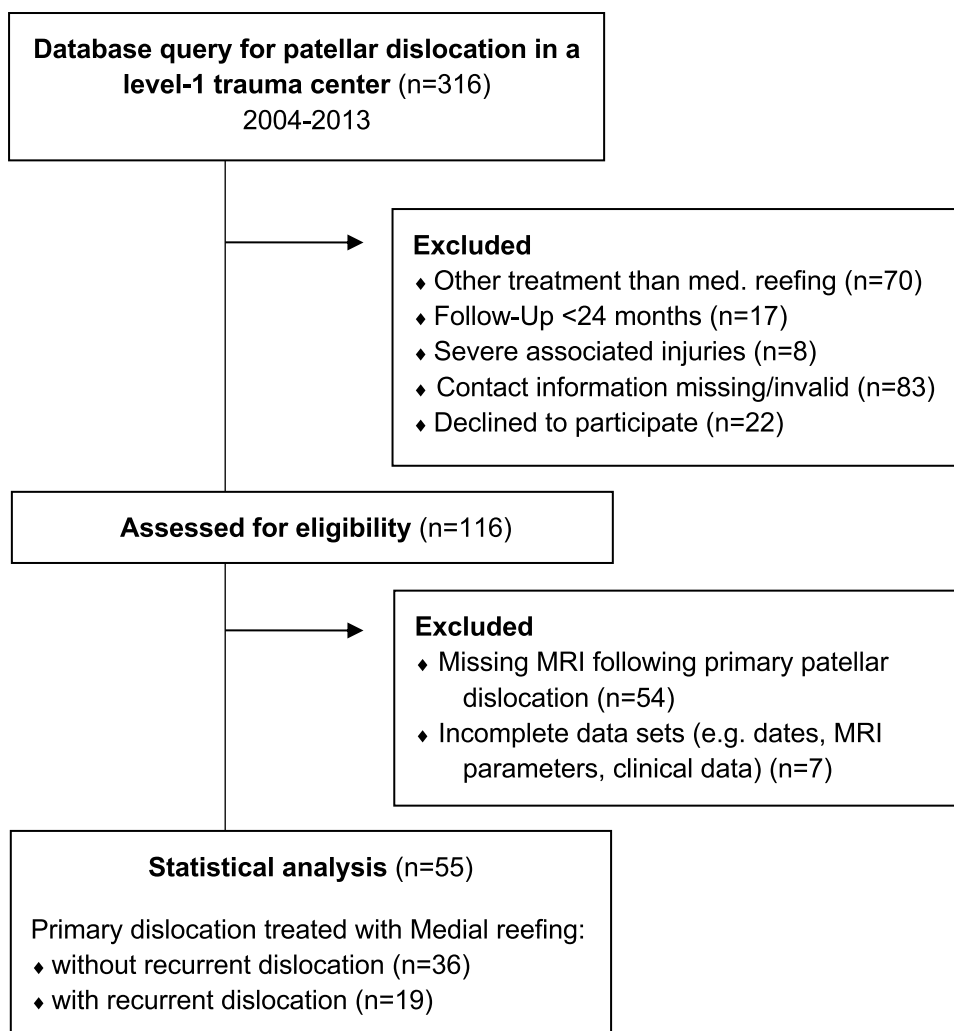 Database query for patellar dislocation in a
level-1 trauma center (n=316)
2004-2013
Excluded
♦ Other treatment than med. reefing (n=70)
♦ Follow-Up <24 months (n=17)
♦ Severe associated injuries (n=8)
♦ Contact information missing/invalid (n=83)
♦ Declined to participate (n=22)
Assessed for eligibility (n=116)
Excluded
♦ Missing MRI following primary patellar
dislocation (n=54)
♦ Incomplete data sets (e.g. dates, MRI
parameters, clinical data) (n=7)
Statistical analysis (n=55)
Primary dislocation treated with Medial reefing:
♦ without recurrent dislocation (n=36)
♦ with recurrent dislocation (n=19)